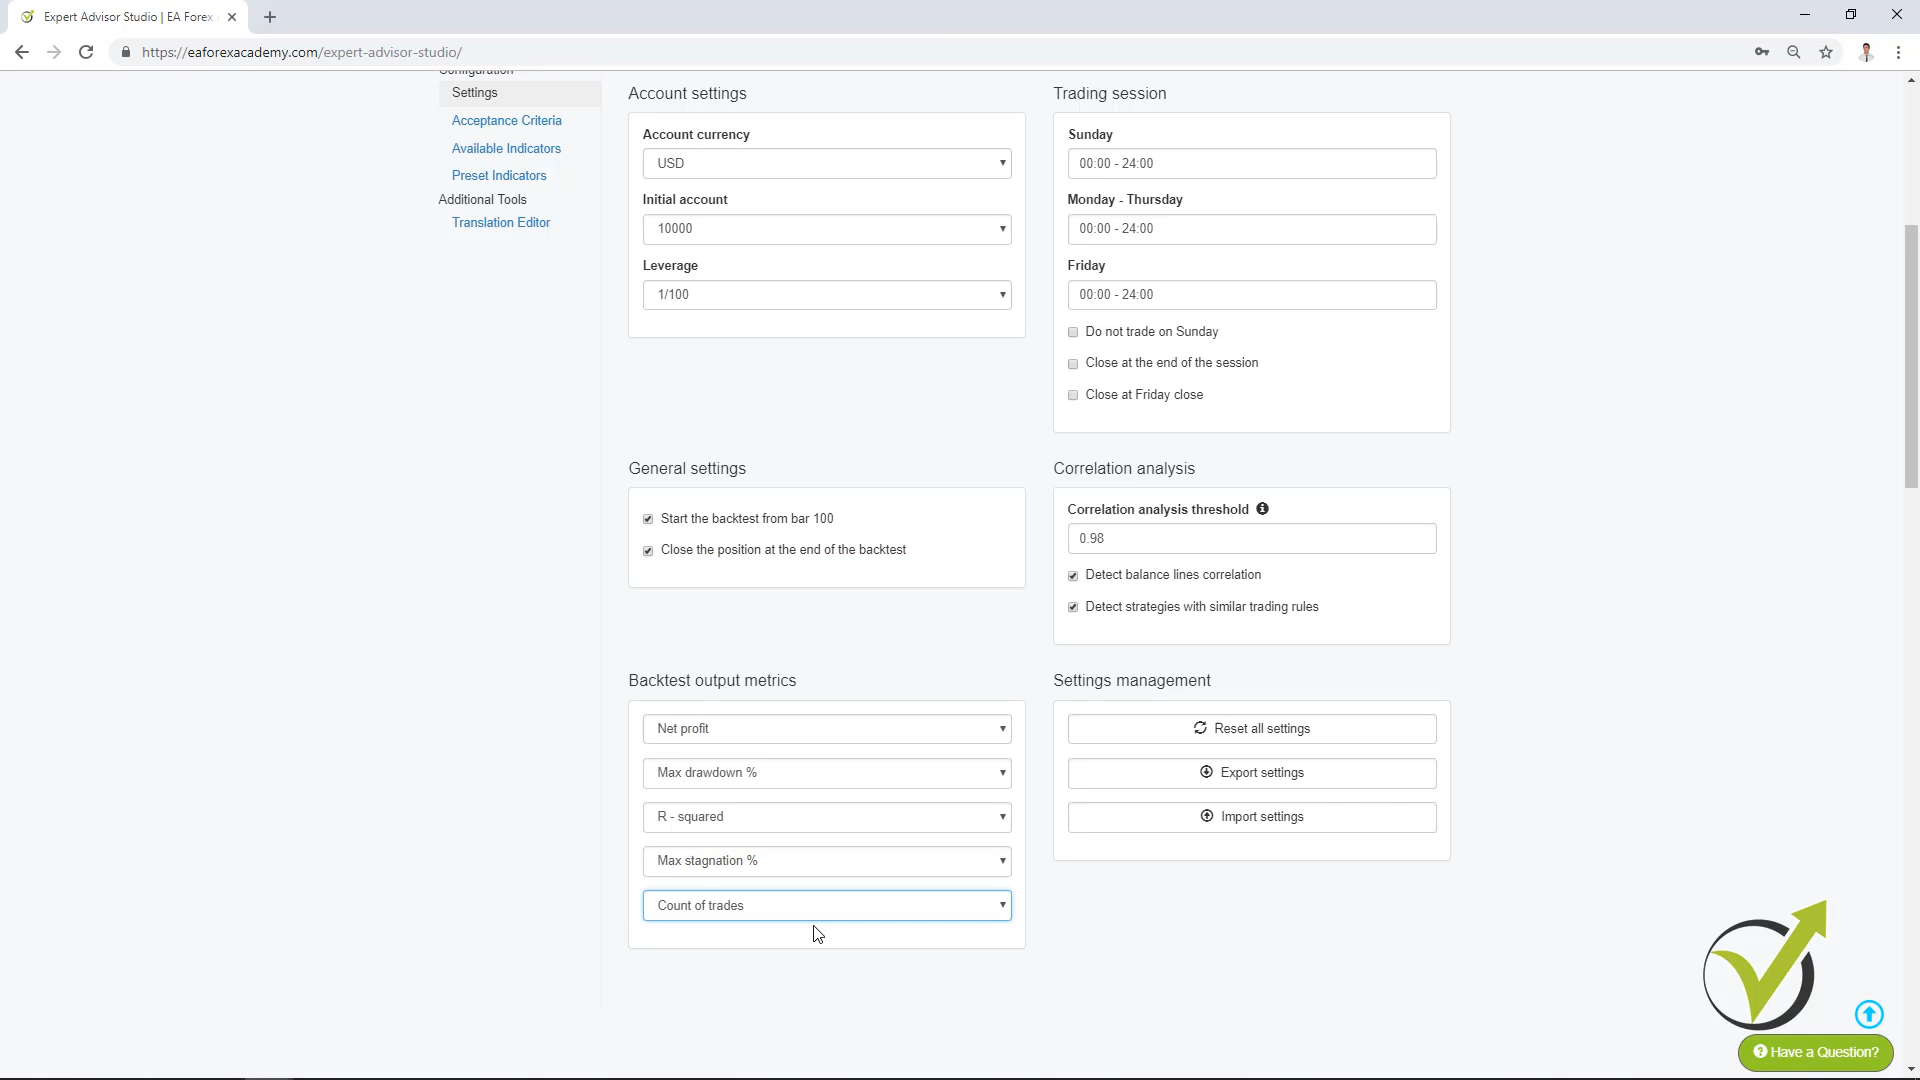 Expert Advisor Studio | EA Forex
https://eaforexacademy.com/expert-advisor-studio/
Configuration
Settings
Acceptance Criteria
Available Indicators
Preset Indicators
Additional Tools
Translation Editor
Account settings
Account currency
USD
Initial account
10000
Leverage
1/100
Trading session
Sunday
00:00 - 24:00
Monday - Thursday
00:00 - 24:00
Friday
00:00 - 24:00
Do not trade on Sunday
Close at the end of the session
Close at Friday close
General settings
Start the backtest from bar 100
Close the position at the end of the backtest
Correlation analysis
Correlation analysis threshold
0.98
Detect balance lines correlation
Detect strategies with similar trading rules
Backtest output metrics
Net profit
Max drawdown %
R - squared
Max stagnation %
Count of trades
Settings management
Reset all settings
Export settings
Import settings
Have a Question?